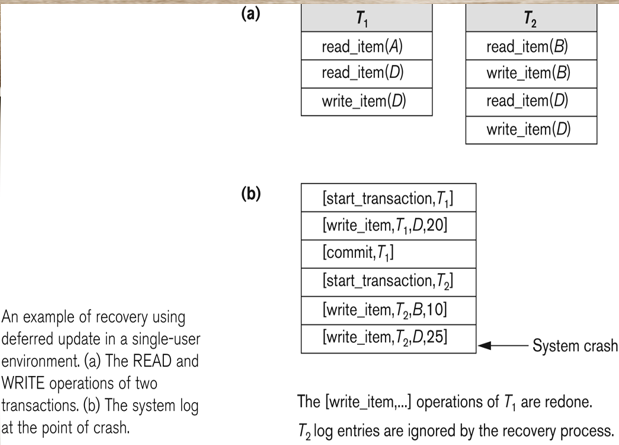 (a)
T₁
read_item(A)
read_item(D)
write_item(D)
T₂
read_item(B)
write_item(B)
read_item(D)
write_item(D)
(b)
[start_transaction,T₁]
[write_item,T₁,D,20]
[commit,T₁]
[start_transaction,T₂]
[write_item,T₂,B,10]
[write_item,T₂,D,25]
System crash
The [write_item,...] operations of T₁ are redone.
T₂ log entries are ignored by the recovery process.
An example of recovery using
deferred update in a single-user
environment. (a) The READ and
WRITE operations of two
transactions. (b) The system log
at the point of crash.